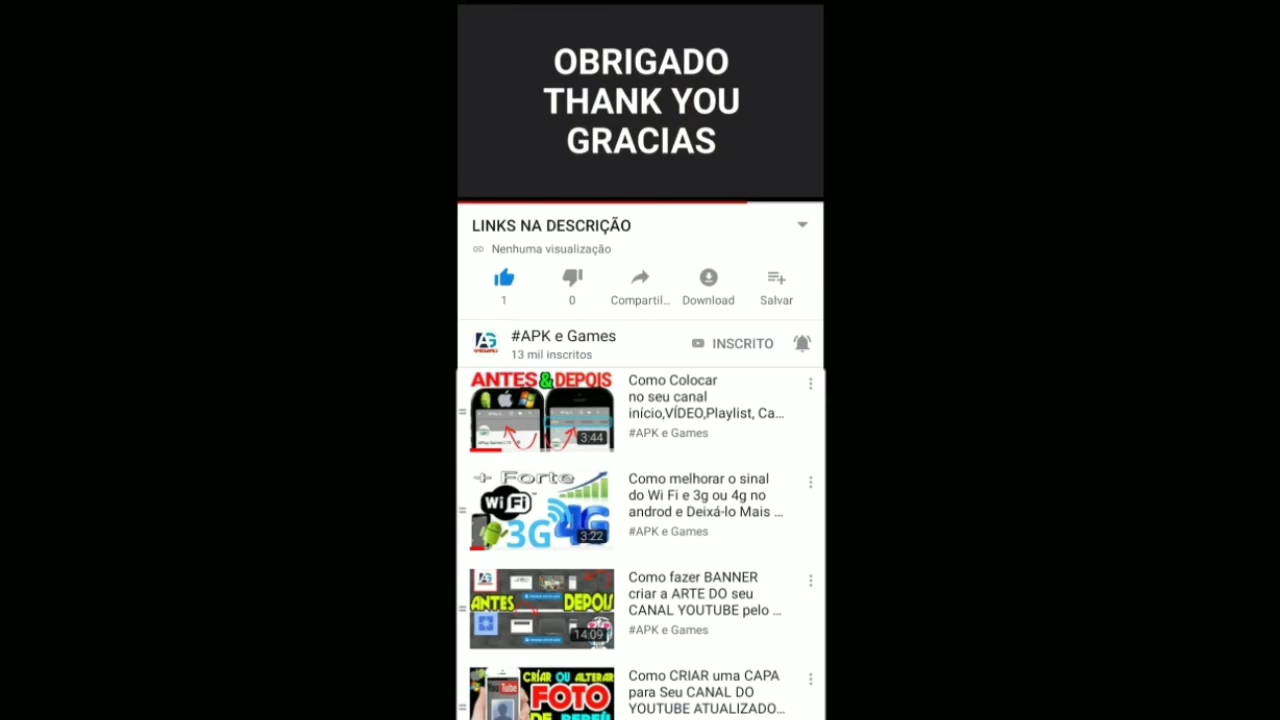 OBRIGADO
THANK YOU
GRACIAS
LINKS NA DESCRIÇÃO
Nenhuma visualização
1
0
Compartil...
Download
Salvar
#APK e Games
13 mil inscritos
INSCRITO
ANTES & DEPOIS
3:44
Como Colocar
no seu canal
início,VÍDEO,Playlist, Ca...
#APK e Games
+ Forte
Wi Fi
3G 4G
3:22
Como melhorar o sinal
do Wi Fi e 3g ou 4g no
androd e Deixá-lo Mais ...
#APK e Games
ANTES DEPOIS
14:09
Como fazer BANNER
criar a ARTE DO seu
CANAL YOUTUBE pelo ...
#APK e Games
YouTube
CRIAR OU ALTERAR
FOTO
DE PERFIL
Como CRIAR uma CAPA
para Seu CANAL DO
YOUTUBE ATUALIZADO...